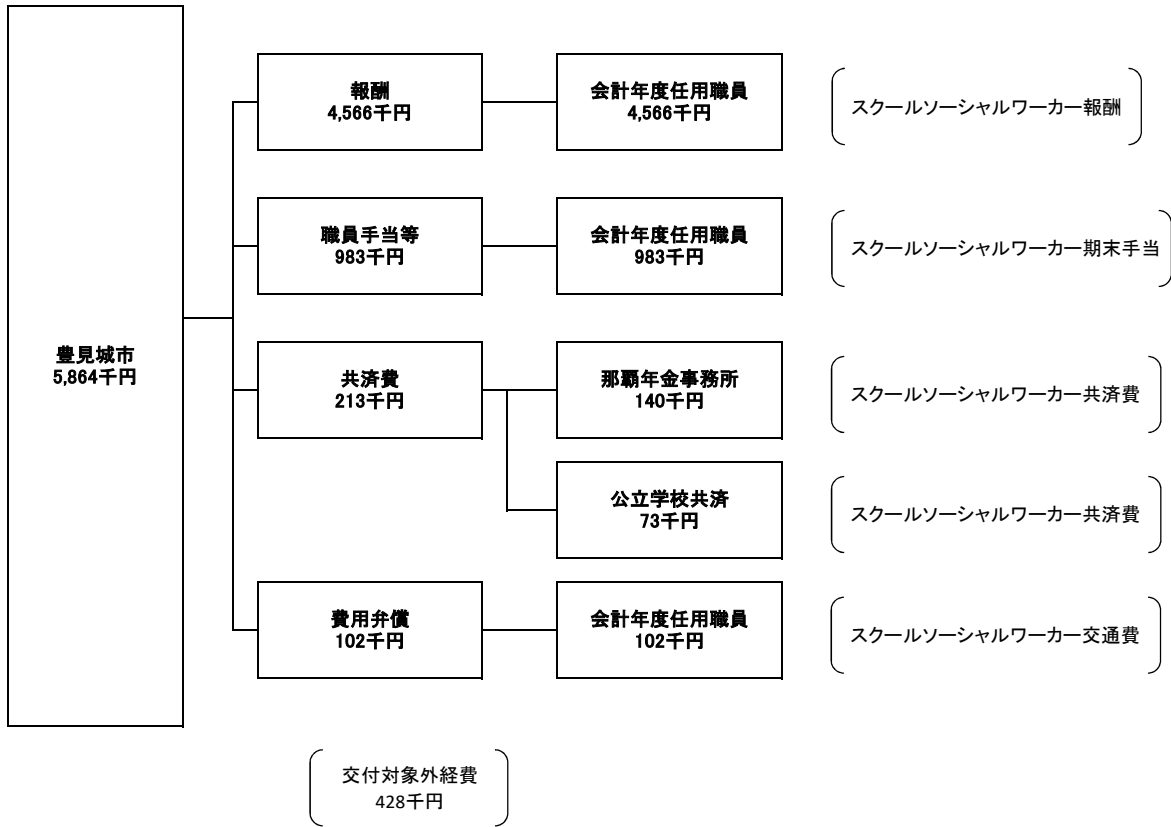 報酬
4,566千円
会計年度任用職員
4,566千円
スクールソーシャルワーカー報酬
職員手当等
983千円
会計年度任用職員
983千円
スクールソーシャルワーカー期末手当
豊見城市
5,864千円
共済費
213千円
那覇年金事務所
140千円
スクールソーシャルワーカー共済費
公立学校共済
73千円
スクールソーシャルワーカー共済費
費用弁償
102千円
会計年度任用職員
102千円
スクールソーシャルワーカー交通費
交付対象外経費
428千円